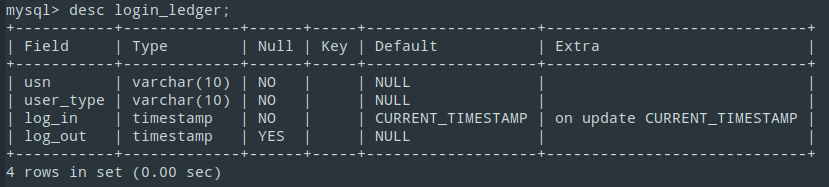 mysql> desc login_ledger;
+-----------+-------------+------+-----+-------------------+-----------------------------+
| Field     | Type        | Null | Key | Default           | Extra                       |
+-----------+-------------+------+-----+-------------------+-----------------------------+
| usn       | varchar(10) | NO   |     | NULL              |                             |
| user_type | varchar(10) | NO   |     | NULL              |                             |
| log_in    | timestamp   | NO   |     | CURRENT_TIMESTAMP | on update CURRENT_TIMESTAMP |
| log_out   | timestamp   | YES  |     | NULL              |                             |
+-----------+-------------+------+-----+-------------------+-----------------------------+
4 rows in set (0.00 sec)